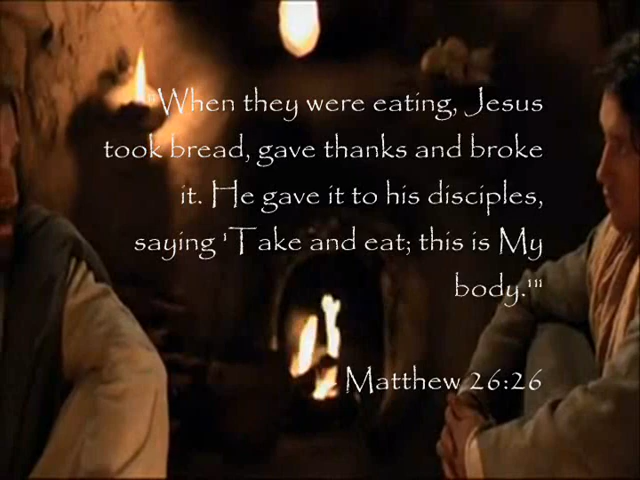 "When they were eating, Jesus
took bread, gave thanks and broke
it. He gave it to his disciples,
saying 'Take and eat; this is My
body.'"
Matthew 26:26